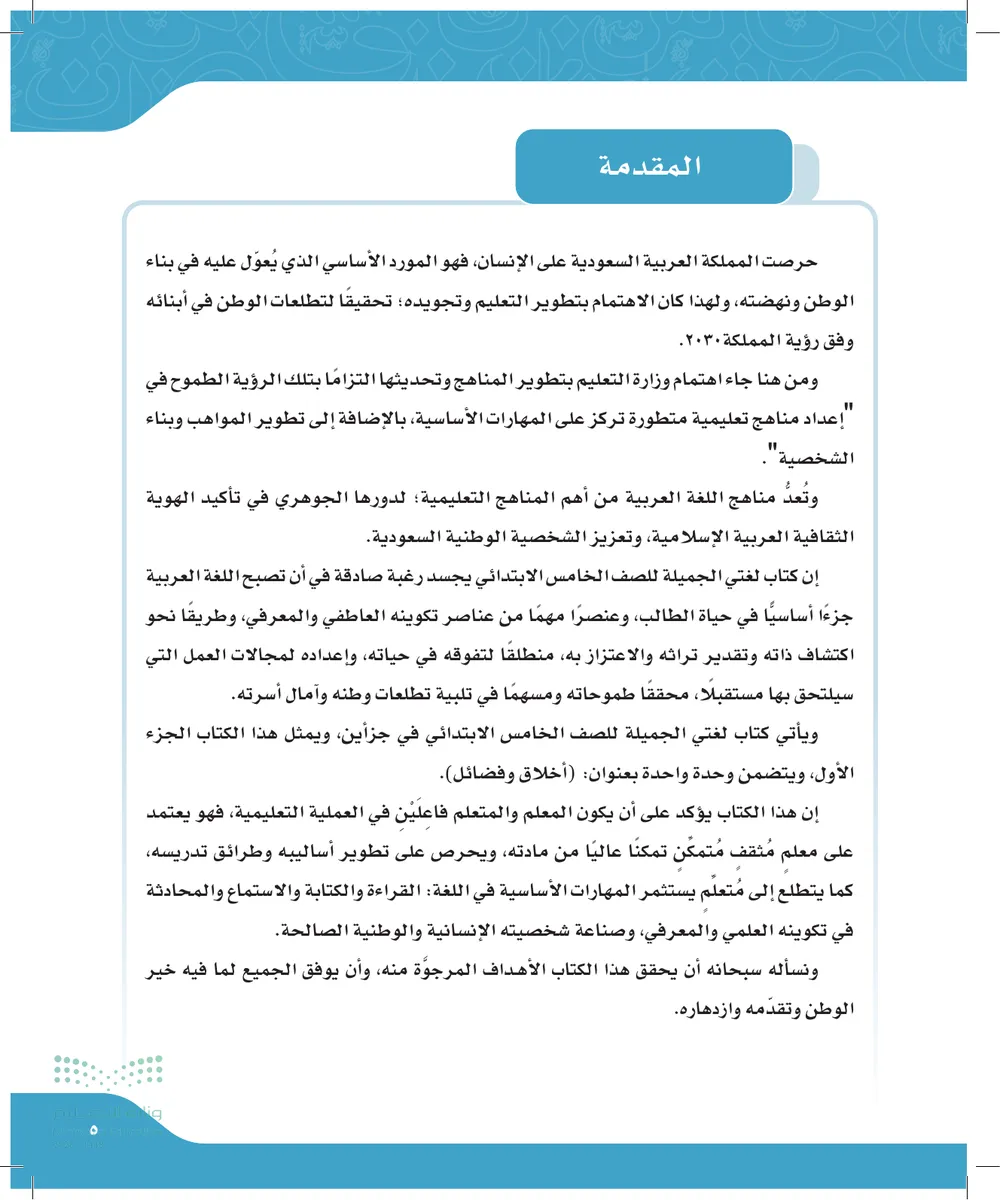 المقدمة
حرصت المملكة العربية السعودية على الإنسان، فهو المورد الأساسي الذي يُعوّل عليه في بناء
الوطن ونهضته، ولهذا كان الاهتمام بتطوير التعليم وتجويده؛ تحقيقًا لتطلعات الوطن في أبنائه
وفق رؤية المملكة٢٠٣٠.
ومن هنا جاء اهتمام وزارة التعليم بتطوير المناهج وتحديثها التزامًا بتلك الرؤية الطموح في
"إعداد مناهج تعليمية متطورة تركز على المهارات الأساسية، بالإضافة إلى تطوير المواهب وبناء
الشخصية".
وتُعدُّ مناهج اللغة العربية من أهم المناهج التعليمية؛ لدورها الجوهري في تأكيد الهوية
الثقافية العربية الإسلامية، وتعزيز الشخصية الوطنية السعودية.
إن كتاب لغتي الجميلة للصف الخامس الابتدائي يجسد رغبة صادقة في أن تصبح اللغة العربية
جزءًا أساسيًّا في حياة الطالب، وعنصرًا مهمًا من عناصر تكوينه العاطفي والمعرفي، وطريقًا نحو
اكتشاف ذاته وتقدير تراثه والاعتزاز به، منطلقًا لتفوقه في حياته، وإعداده لمجالات العمل التي
سيلتحق بها مستقبلًا، محققًا طموحاته ومسهمًا في تلبية تطلعات وطنه وآمال أسرته.
ويأتي كتاب لغتي الجميلة للصف الخامس الابتدائي في جزأين، ويمثل هذا الكتاب الجزء
الأول، ويتضمن وحدة واحدة بعنوان: (أخلاق وفضائل).
إن هذا الكتاب يؤكد على أن يكون المعلم والمتعلم فاعِلَيْنِ في العملية التعليمية، فهو يعتمد
على معلمٍ مُثقفٍ مُتمكِّنٍ تمكنًا عاليًا من مادته، ويحرص على تطوير أساليبه وطرائق تدريسه،
كما يتطلع إلى مُتعلِّمٍ يستثمر المهارات الأساسية في اللغة: القراءة والكتابة والاستماع والمحادثة
في تكوينه العلمي والمعرفي، وصناعة شخصيته الإنسانية والوطنية الصالحة.
ونسأله سبحانه أن يحقق هذا الكتاب الأهداف المرجوَّة منه، وأن يوفق الجميع لما فيه خير
الوطن وتقدّمه وازدهاره.
٥